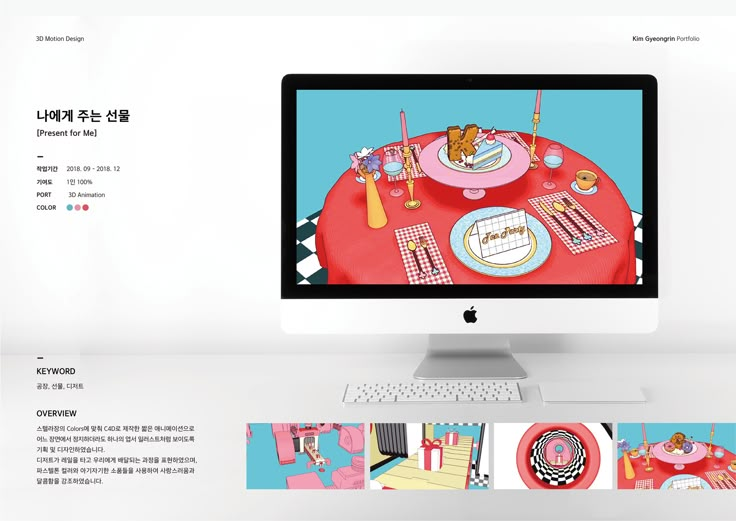 3D Motion Design
Kim Gyeongrin Portfolio
나에게 주는 선물
[Present for Me]
작업기간 2018. 09 - 2018. 12
기여도 1인 100%
PORT 3D Animation
COLOR
K
Tea Party
KEYWORD
공장, 선물, 디저트
OVERVIEW
스텔라장의 Colors에 맞춰 C4D로 제작한 짧은 애니메이션으로
어느 장면에서 정지하더라도 하나의 엽서 일러스트처럼 보이도록
기획 및 디자인하였습니다.
디저트가 레일을 타고 우리에게 배달되는 과정을 표현하였으며,
파스텔톤 컬러와 아기자기한 소품들을 사용하여 사랑스러움과
달콤함을 강조하였습니다.